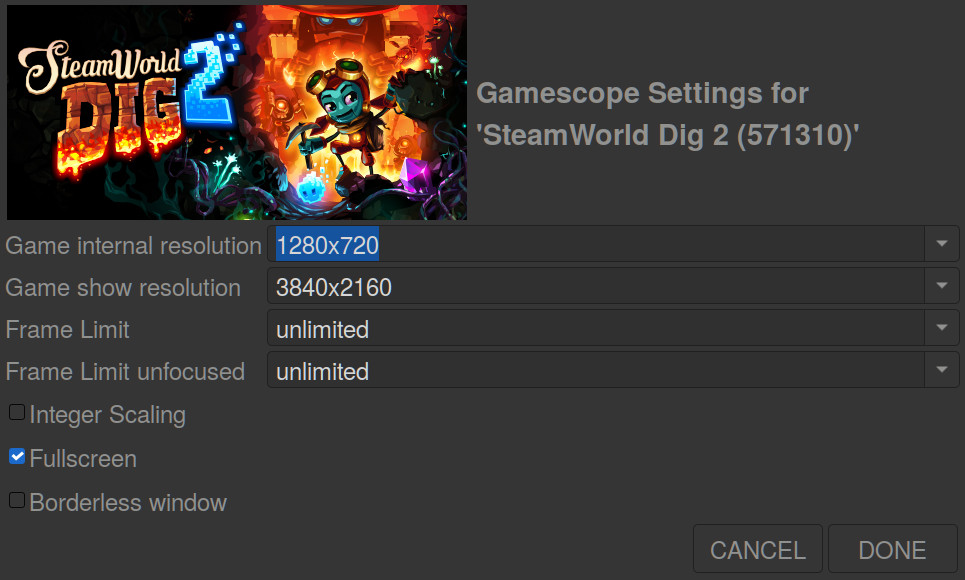 SteamWorld
DIG 2
Gamescope Settings for
'SteamWorld Dig 2 (571310)'
Game internal resolution 1280x720
Game show resolution 3840x2160
Frame Limit unlimited
Frame Limit unfocused unlimited
Integer Scaling
Fullscreen
Borderless window
CANCEL DONE